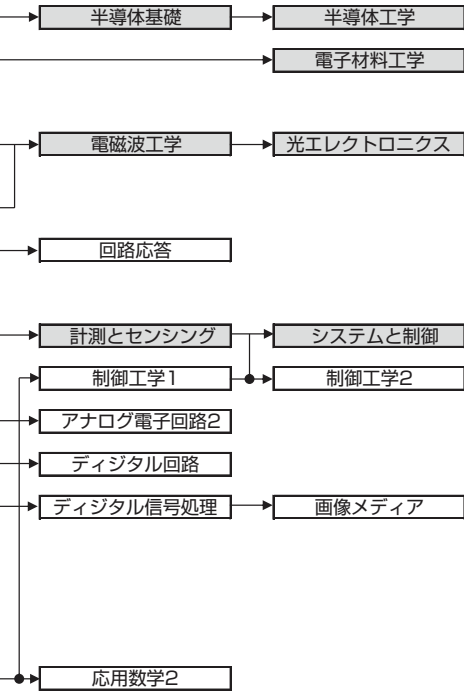 半導体基礎
半導体工学
電子材料工学
電磁波工学
光エレクトロニクス
回路応答
計測とセンシング
システムと制御
制御工学1
制御工学2
アナログ電子回路2
ディジタル回路
ディジタル信号処理
画像メディア
応用数学2